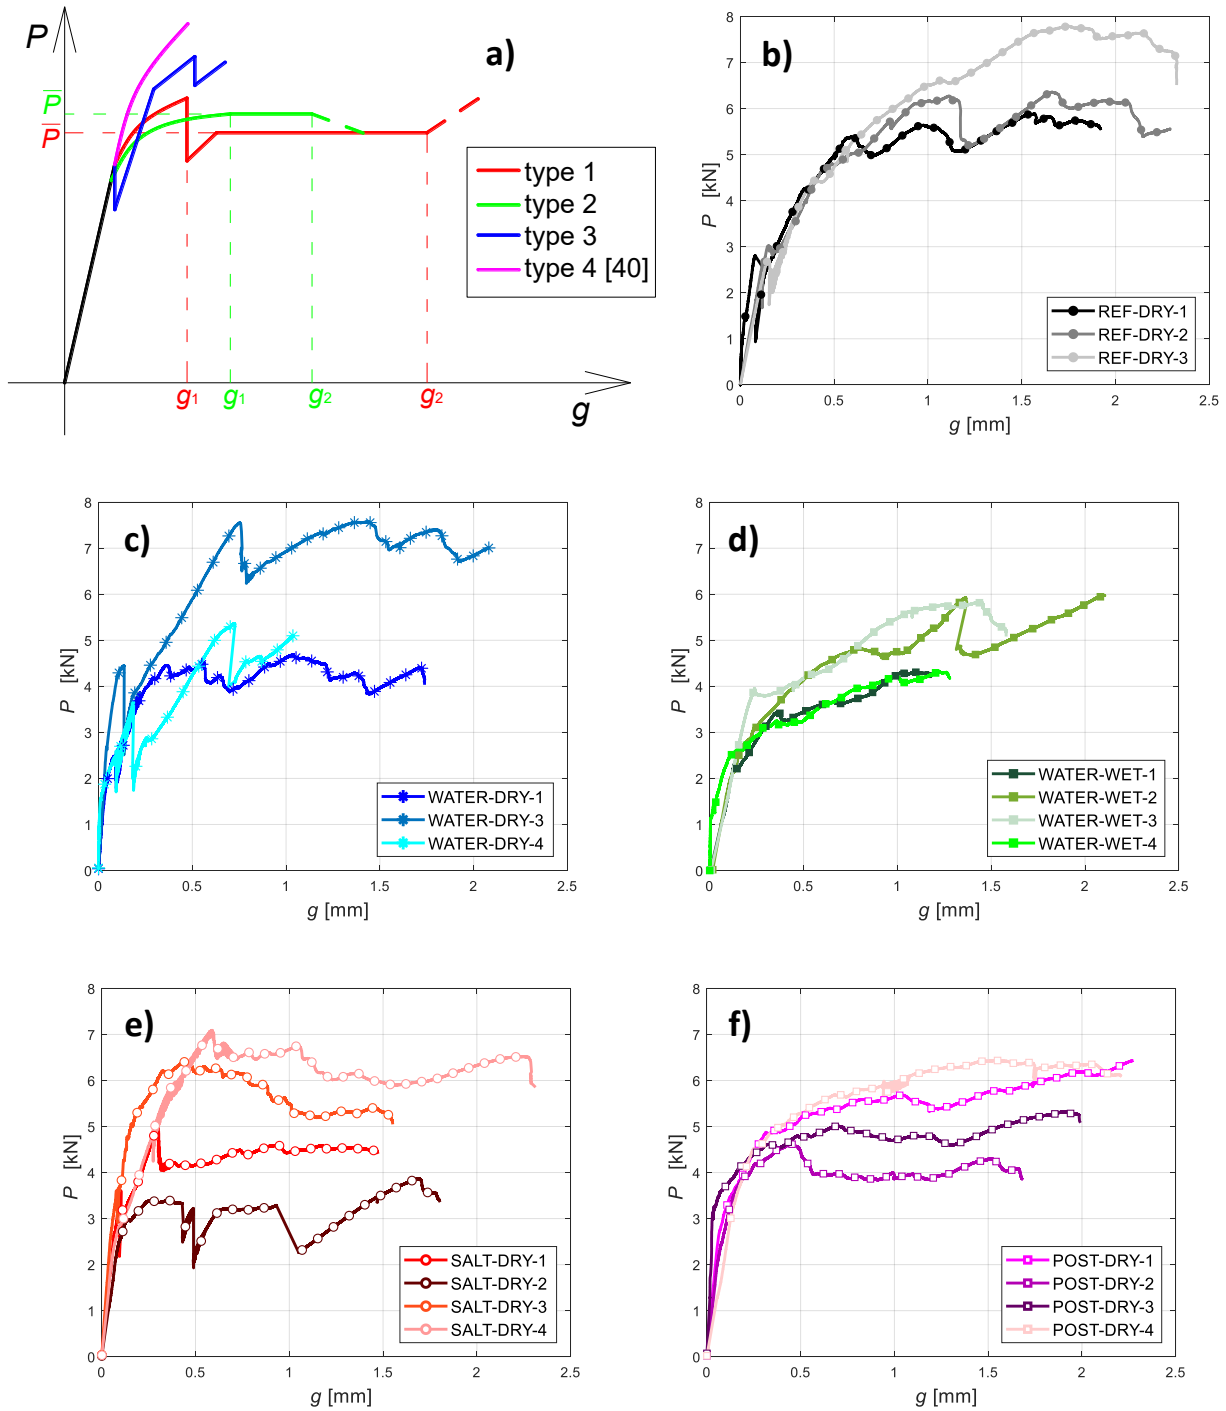 a)
P
P̅
P̅
type 1
type 2
type 3
type 4 [40]
g1 g1 g2 g2
g
b)
8
7
6
5
4
3
2
1
0
P [kN]
REF-DRY-1
REF-DRY-2
REF-DRY-3
0 0.5 1 1.5 2 2.5
g [mm]
c)
8
7
6
5
4
3
2
1
0
P [kN]
WATER-DRY-1
WATER-DRY-3
WATER-DRY-4
0 0.5 1 1.5 2 2.5
g [mm]
d)
8
7
6
5
4
3
2
1
0
P [kN]
WATER-WET-1
WATER-WET-2
WATER-WET-3
WATER-WET-4
0 0.5 1 1.5 2 2.5
g [mm]
e)
8
7
6
5
4
3
2
1
0
P [kN]
SALT-DRY-1
SALT-DRY-2
SALT-DRY-3
SALT-DRY-4
0 0.5 1 1.5 2 2.5
g [mm]
f)
8
7
6
5
4
3
2
1
0
P [kN]
POST-DRY-1
POST-DRY-2
POST-DRY-3
POST-DRY-4
0 0.5 1 1.5 2 2.5
g [mm]